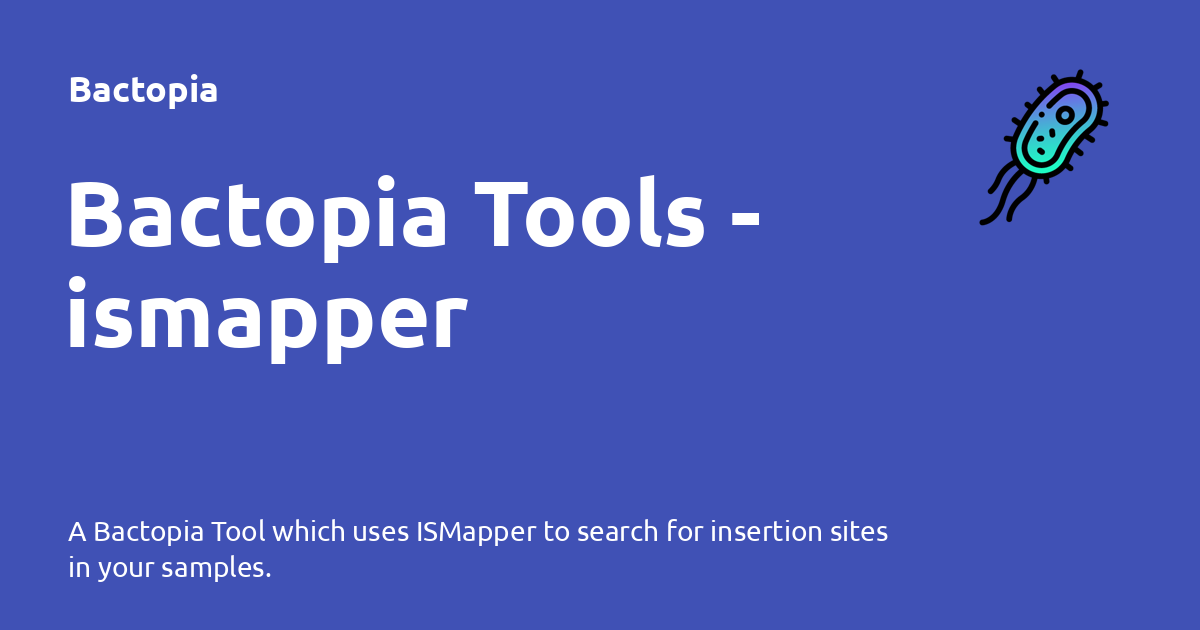 Bactopia
Bactopia Tools -
ismapper
A Bactopia Tool which uses ISMapper to search for insertion sites
in your samples.